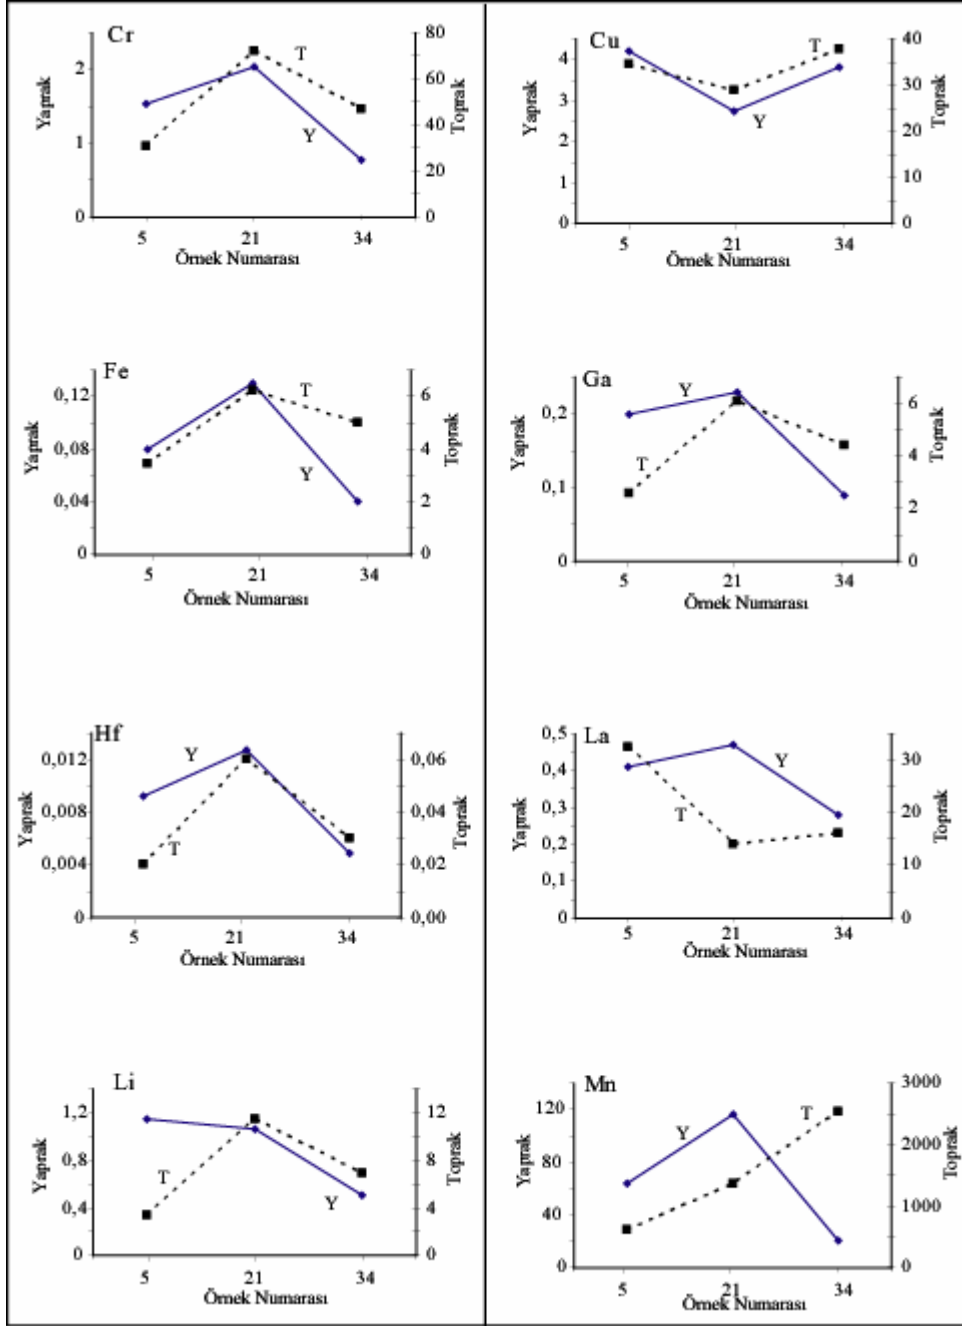 Cr
T
Y
Yaprak
Toprak
2
1
0
80
60
40
20
0
5 21 34
Örnek Numarası
Cu
T
Y
Yaprak
Toprak
4
3
2
1
0
40
30
20
10
0
5 21 34
Örnek Numarası
Fe
T
Y
Yaprak
Toprak
0,12
0,08
0,04
0
6
4
2
0
5 21 34
Örnek Numarası
Ga
Y
T
Yaprak
Toprak
0,2
0,1
0
6
4
2
0
5 21 34
Örnek Numarası
Hf
Y
T
Yaprak
Toprak
0,012
0,008
0,004
0
0,06
0,04
0,02
0,00
5 21 34
Örnek Numarası
La
Y
T
Yaprak
Toprak
0,5
0,4
0,3
0,2
0,1
0
30
20
10
0
5 21 34
Örnek Numarası
Li
T
Y
Yaprak
Toprak
1,2
0,8
0,4
0
12
8
4
0
5 21 34
Örnek Numarası
Mn
Y
T
Yaprak
Toprak
120
80
40
0
3000
2000
1000
0
5 21 34
Örnek Numarası